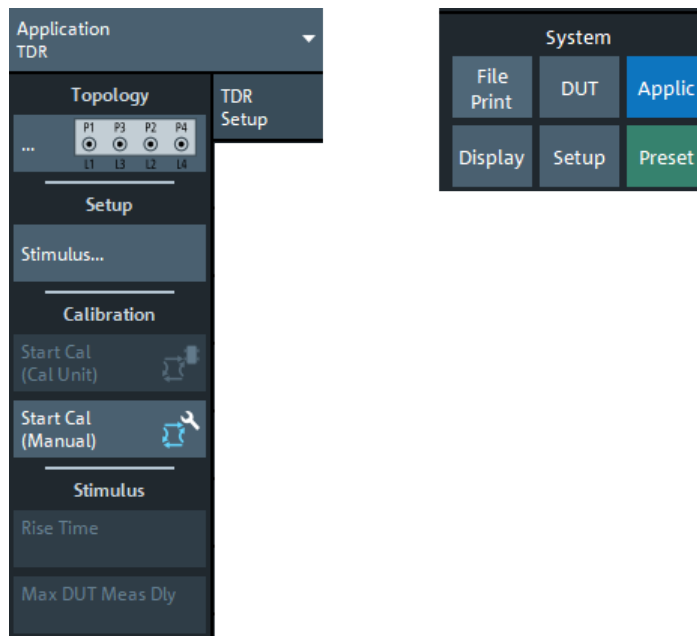 Application
TDR
Topology
...
P1 P3 P2 P4
L1 L3 L2 L4
Setup
Stimulus...
Calibration
Start Cal
(Cal Unit)
Start Cal
(Manual)
Stimulus
Rise Time
Max DUT Meas Dly
TDR
Setup
System
File
Print
DUT
Applic
Display
Setup
Preset